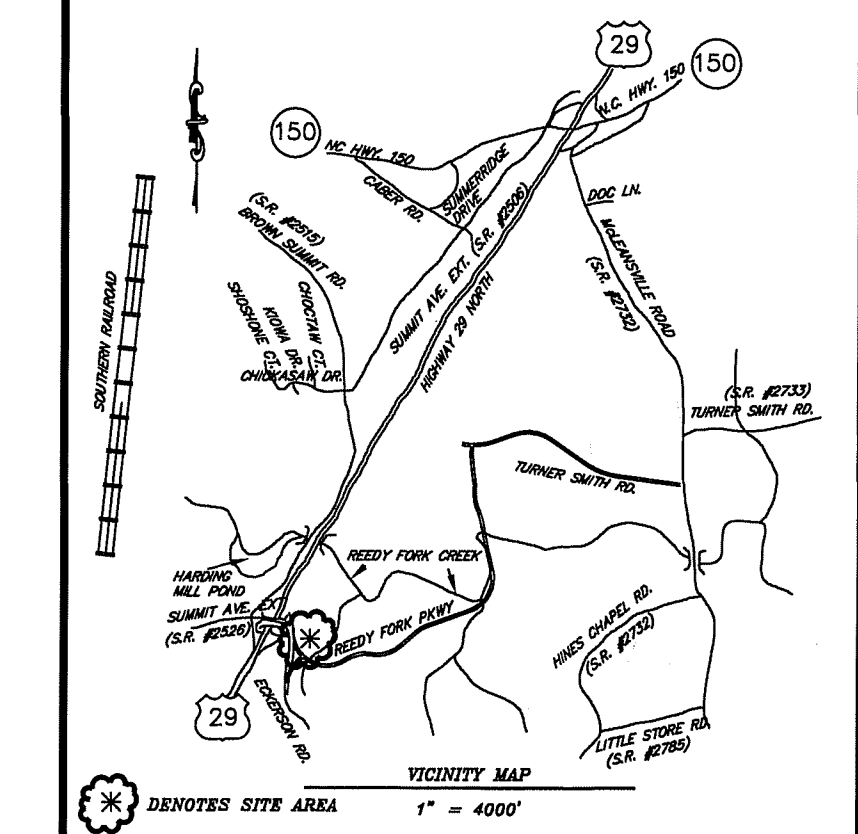 29
150
N.C. HWY. 150
150
NC HWY. 150
CABER RD.
SUMMERRIDGE
DRIVE
DOC LN.
(S.R. #2515)
BROWN SUMMIT RD.
McLEANSVILLE ROAD
(S.R. #2732)
SUMMIT AVE. EXT. (S.R. #2506)
HIGHWAY 29 NORTH
SOUTHERN RAILROAD
CHOCTAW CT.
KIOWA DR.
SHOSHONE CT.
CHICKASAW DR.
(S.R. #2733)
TURNER SMITH RD.
TURNER SMITH RD.
REEDY FORK CREEK
HARDING
MILL POND
SUMMIT AVE. EXT
(S.R. #2526)
REEDY FORK PKWY
HINES CHAPEL RD.
(S.R. #2732)
ECKERSON RD.
29
LITTLE STORE RD.
(S.R. #2785)
VICINITY MAP
DENOTES SITE AREA
1" = 4000'